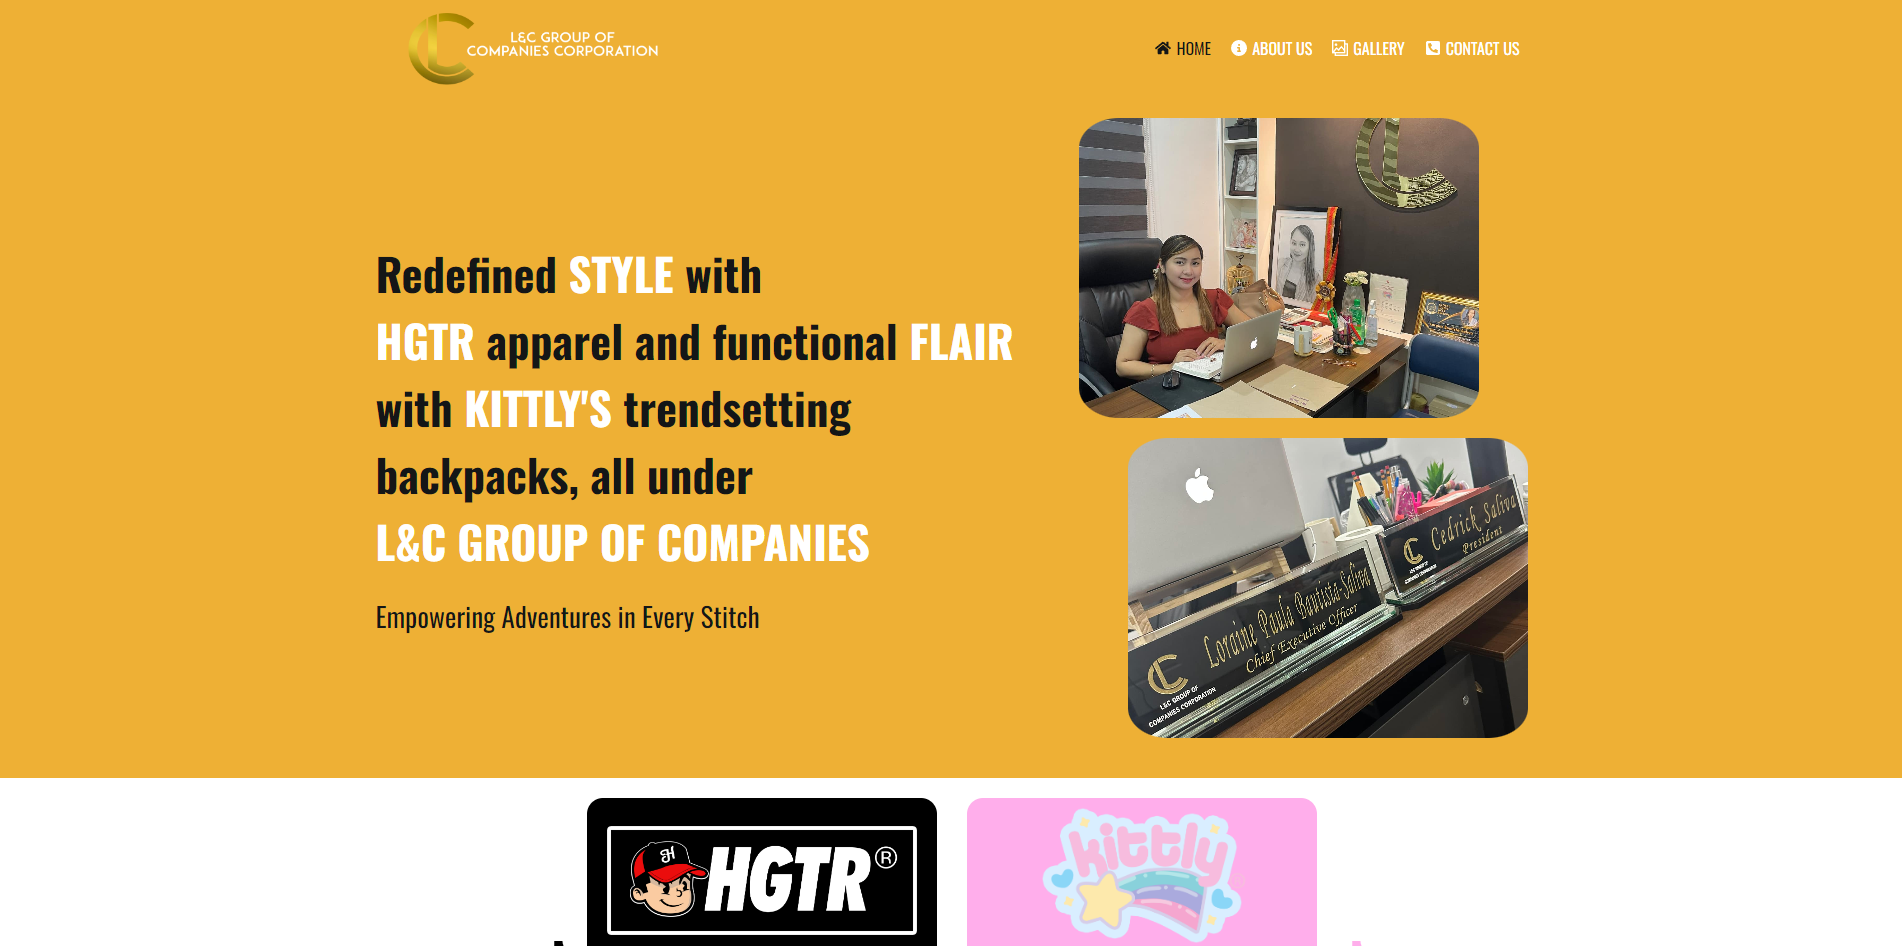 L&C GROUP OF
COMPANIES CORPORATION
HOME
ABOUT US
GALLERY
CONTACT US
Redefined STYLE with
HGTR apparel and functional FLAIR
with KITTLY'S trendsetting
backpacks, all under
L&C GROUP OF COMPANIES
Empowering Adventures in Every Stitch
Cedrick Saliva
President
L&C GROUP OF
COMPANIES CORPORATION
Loraine Paula Bautista-Saliva
Chief Executive Officer
L&C GROUP OF
COMPANIES CORPORATION
H
HGTR®
kittly